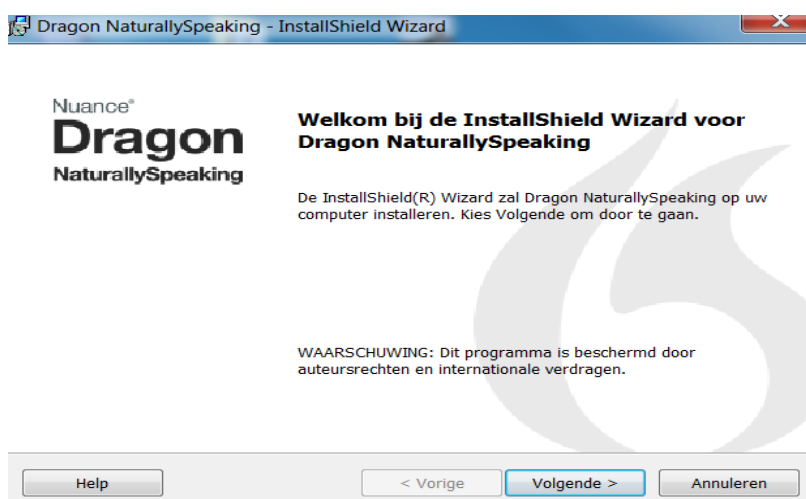 Dragon NaturallySpeaking - InstallShield Wizard
Nuance®
Dragon
NaturallySpeaking
Welkom bij de InstallShield Wizard voor
Dragon NaturallySpeaking
De InstallShield(R) Wizard zal Dragon NaturallySpeaking op uw
computer installeren. Kies Volgende om door te gaan.
WAARSCHUWING: Dit programma is beschermd door
auteursrechten en internationale verdragen.
Help
< Vorige
Volgende >
Annuleren